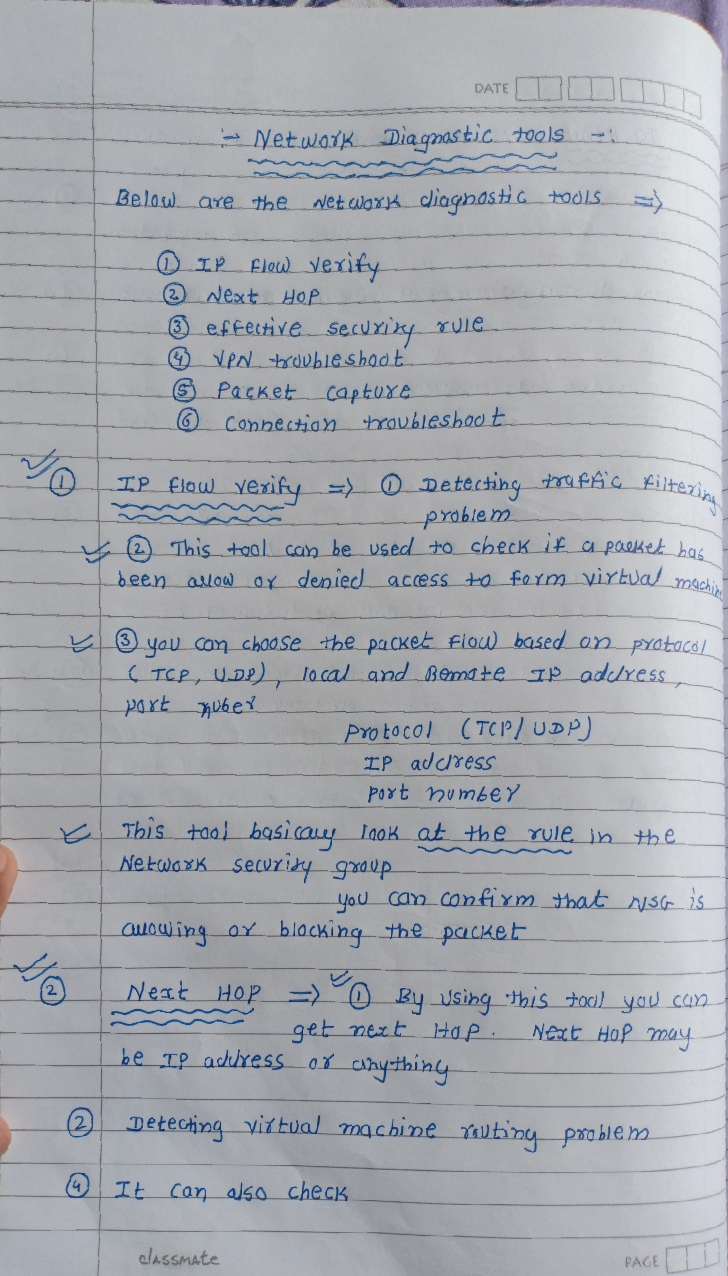 DATE
:- Network Diagnostic tools -:
Below are the Network diagnostic tools =>
① IP Flow verify
② Next HOP
③ effective security rule
④ VPN troubleshoot
⑤ Packet capture
⑥ Connection troubleshoot
① IP flow verify => ① Detecting traffic filtering
problem
② This tool can be used to check if a packet has
been allow or denied access to form virtual machine
③ you can choose the packet flow based on protocol
(TCP, UDP), local and Remote IP address,
port nuber
protocol (TCP/UDP)
IP address
port number
This tool basically look at the rule in the
Network security group
you can confirm that NSG is
allowing or blocking the packet
② Next HOP => ① By using this tool you can
get next Hop. Next HOP may
be IP address or anything
② Detecting virtual machine routing problem
④ It can also check
classmate
PAGE